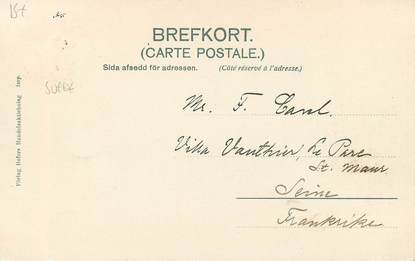 BREFKORT.
(CARTE POSTALE.)
Sida afsedd för adressen. (Côté réservé à l'adresse.)
Mr. F. Carol.
Villa Vauthier, Le Parc
St. Maur.
Seine
Frankrike